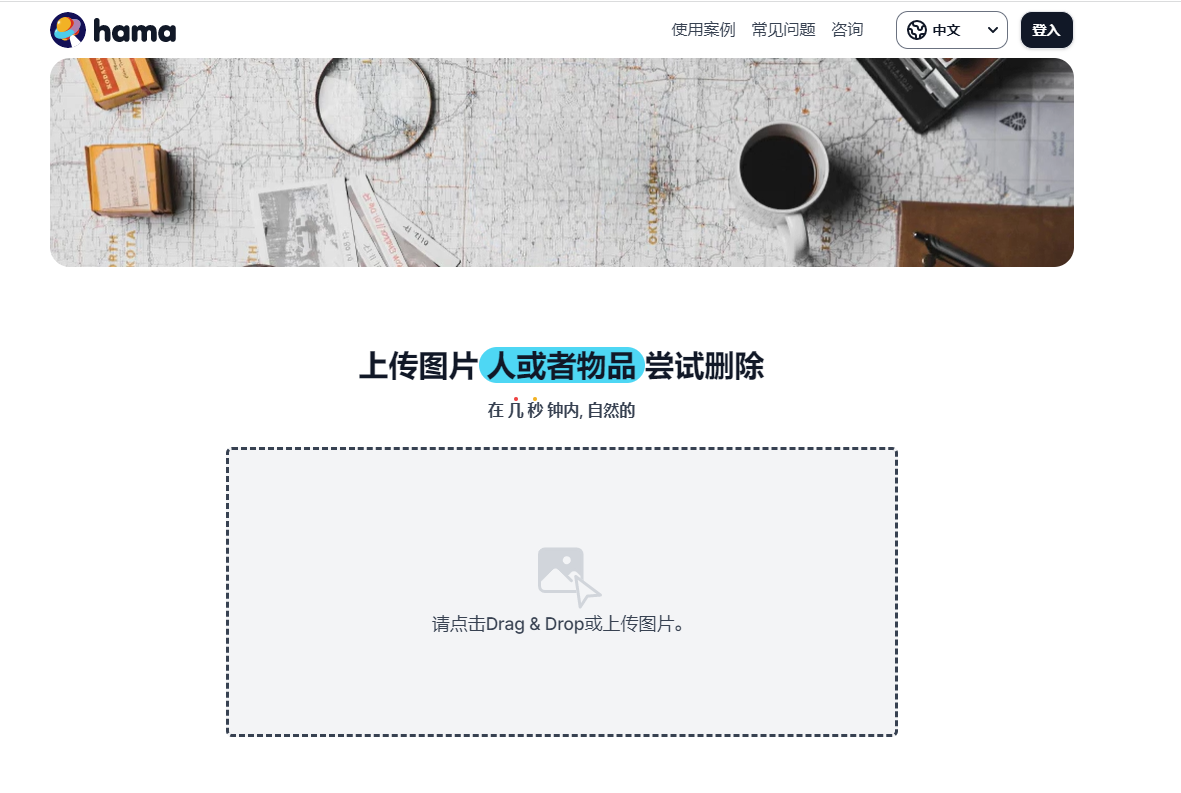 hama
使用案例
常见问题
咨询
中文
登入
OKLAHOMA
TEXA
上传图片 人或者物品 尝试删除
在 几 秒 钟内, 自然的
请点击Drag & Drop或上传图片。